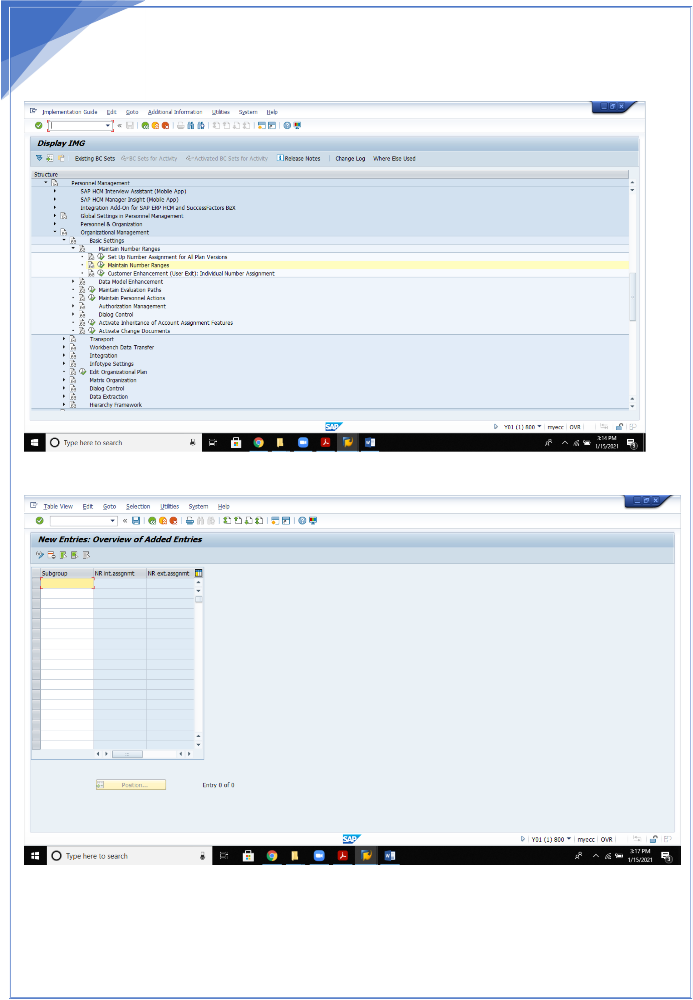 Implementation Guide Edit Goto Additional Information Utilities System Help
Display IMG
Existing BC Sets BC Sets for Activity Activated BC Sets for Activity Release Notes Change Log Where Else Used
Structure
Personnel Management
SAP HCM Interview Assistant (Mobile App)
SAP HCM Manager Insight (Mobile App)
Integration Add-On for SAP ERP HCM and SuccessFactors BizX
Global Settings in Personnel Management
Personnel & Organization
Organizational Management
Basic Settings
Maintain Number Ranges
Set Up Number Assignment for All Plan Versions
Maintain Number Ranges
Customer Enhancement (User Exit): Individual Number Assignment
Data Model Enhancement
Maintain Evaluation Paths
Maintain Personnel Actions
Authorization Management
Dialog Control
Activate Inheritance of Account Assignment Features
Activate Change Documents
Transport
Workbench Data Transfer
Integration
Infotype Settings
Edit Organizational Plan
Matrix Organization
Dialog Control
Data Extraction
Hierarchy Framework
SAP Y01 (1) 800 myecc OVR
Type here to search 3:14 PM
1/15/2021 3
Table View Edit Goto Selection Utilities System Help
New Entries: Overview of Added Entries
Subgroup NR int.assgnmt NR ext.assgnmt
Position... Entry 0 of 0
SAP Y01 (1) 800 myecc OVR
Type here to search 3:17 PM
1/15/2021 3